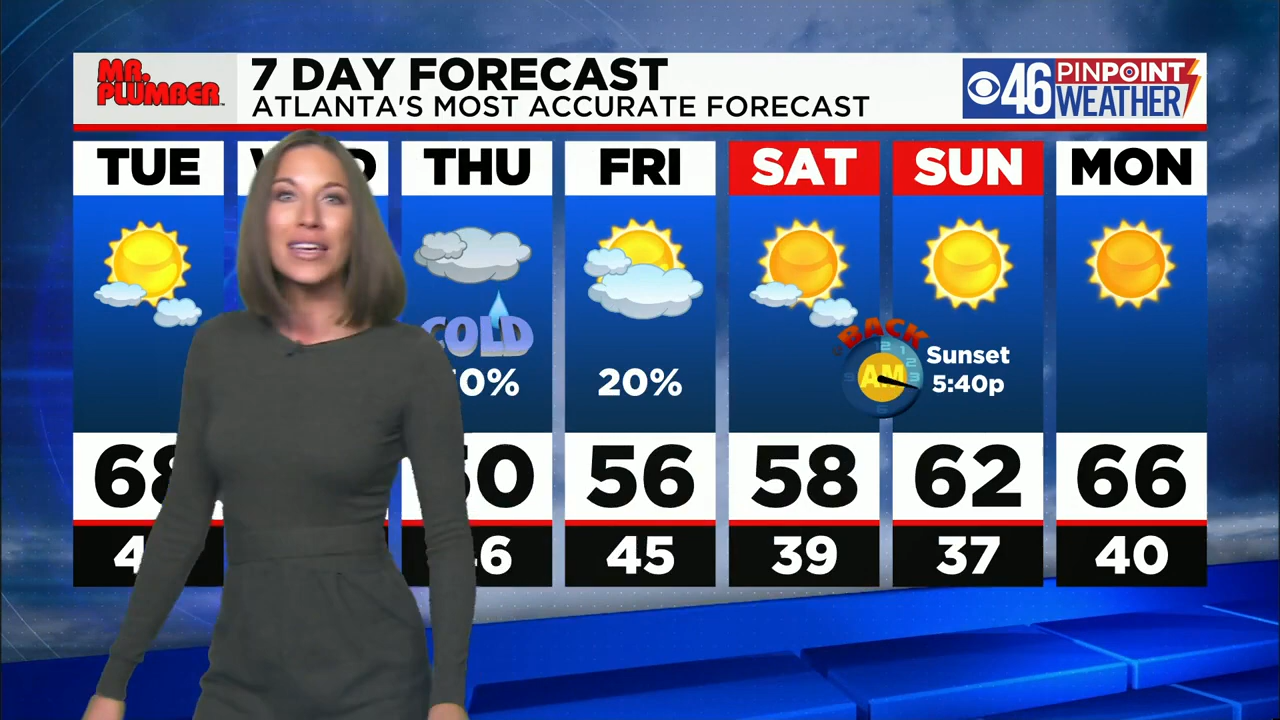 MR. PLUMBER
7 DAY FORECAST
ATLANTA'S MOST ACCURATE FORECAST
46 PINPOINT WEATHER
TUE THU FRI SAT SUN MON
COLD
BACK
AM
Sunset
5:40p
20%
56 58 62 66
45 39 37 40